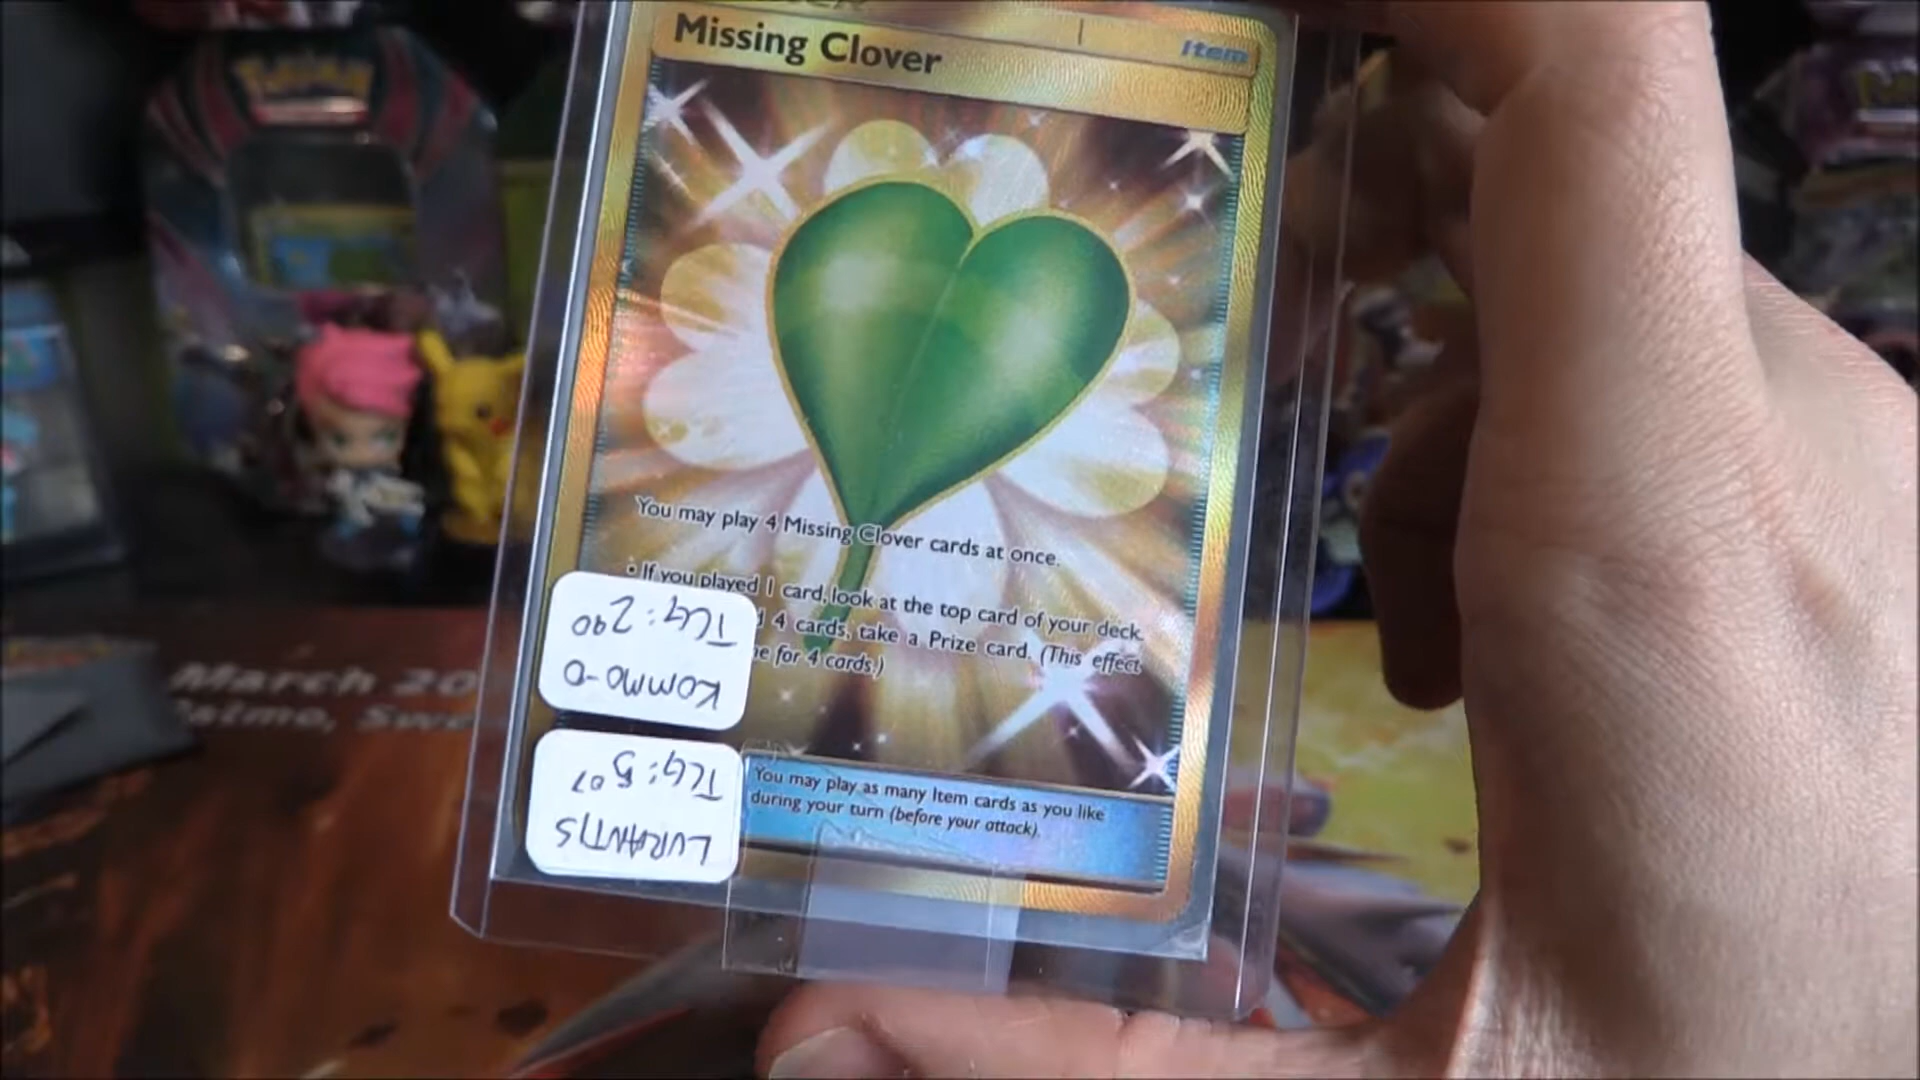 Missing Clover
Item
You may play 4 Missing Clover cards at once.
• If you played 1 card, look at the top card of your deck.
4 cards, take a Prize card. (This effect
for 4 cards.)
You may play as many Item cards as you like
during your turn (before your attack).
LURANTIS
TCG: 5 07
KOMMO-O
TCG: 290
March 20
Pokémon